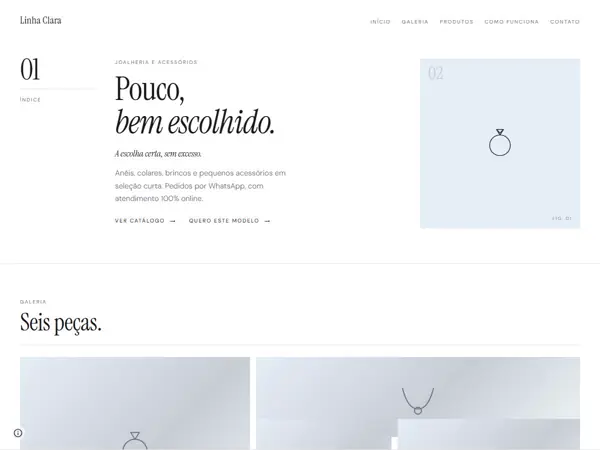 Linha Clara
INÍCIO GALERIA PRODUTOS COMO FUNCIONA CONTATO
01
ÍNDICE
JOALHERIA E ACESSÓRIOS
Pouco,
bem escolhido.
A escolha certa, sem excesso.
Anéis, colares, brincos e pequenos acessórios em
seleção curta. Pedidos por WhatsApp, com
atendimento 100% online.
VER CATÁLOGO → QUERO ESTE MODELO →
02
FIG. 01
GALERIA
Seis peças.